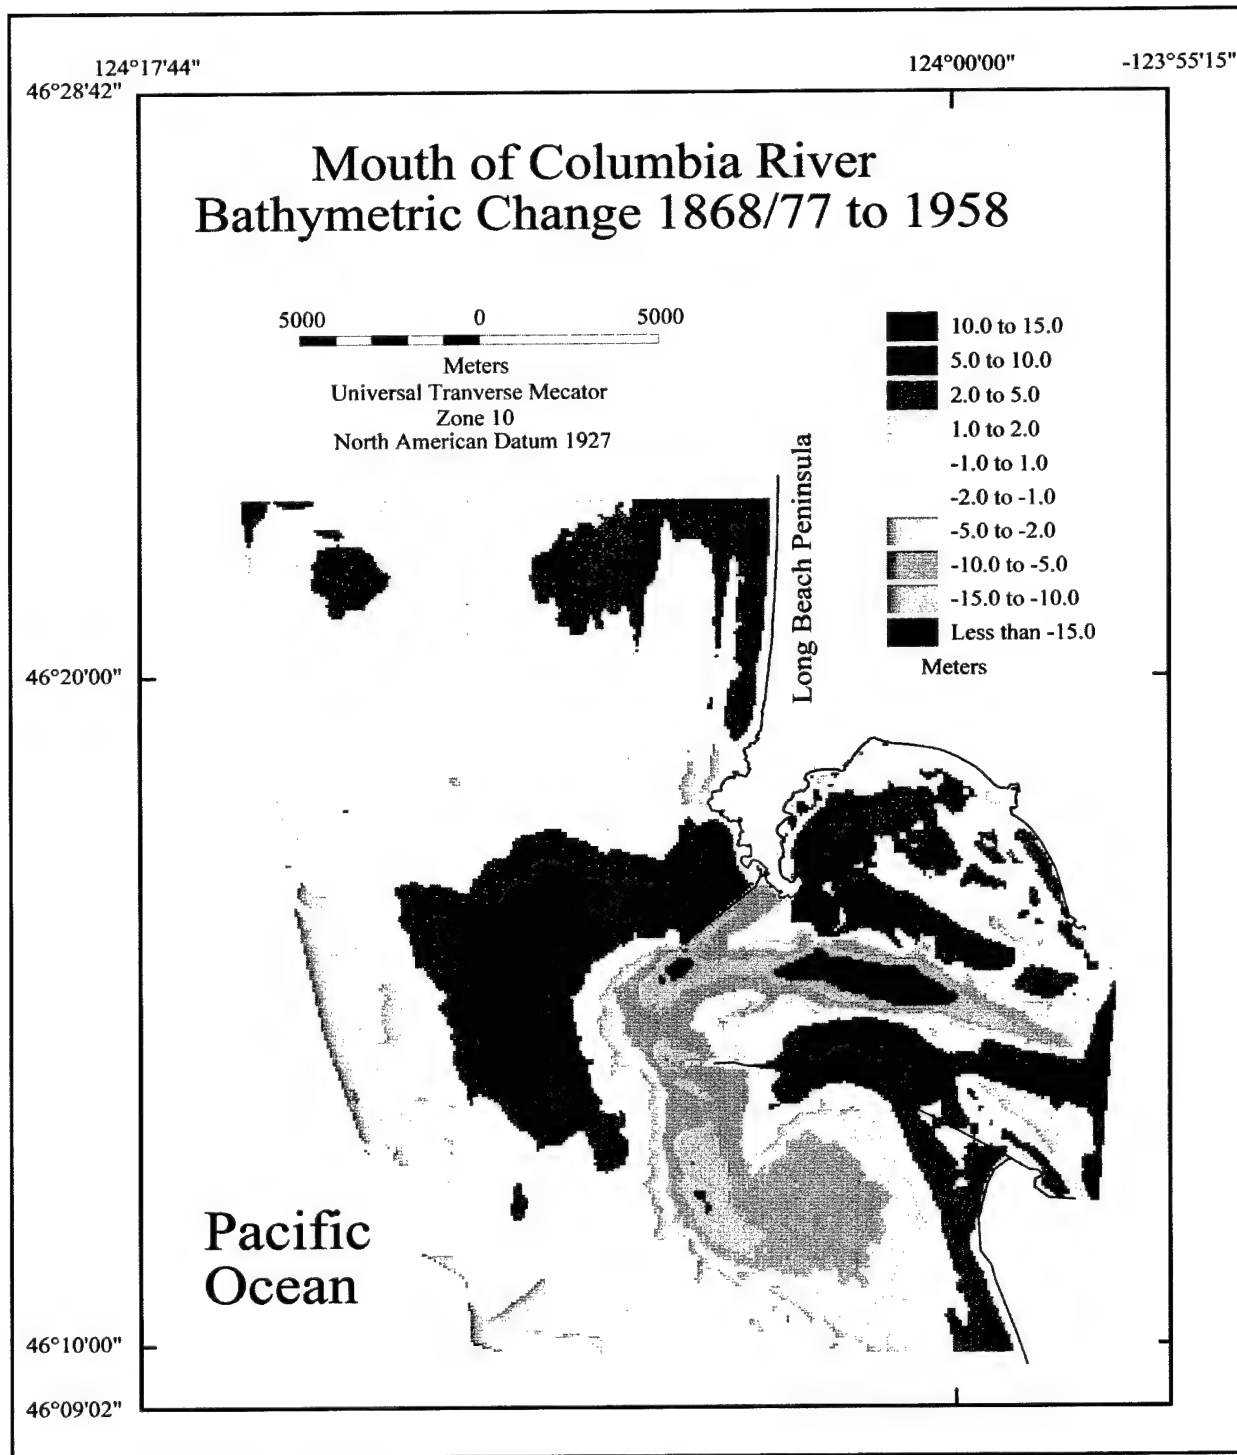 124°17'44"
124°00'00"
-123°55'15"
46°28'42"
Mouth of Columbia River
Bathymetric Change 1868/77 to 1958
5000 0 5000
Meters
Universal Tranverse Mecator
Zone 10
North American Datum 1927
10.0 to 15.0
5.0 to 10.0
2.0 to 5.0
1.0 to 2.0
-1.0 to 1.0
-2.0 to -1.0
-5.0 to -2.0
-10.0 to -5.0
-15.0 to -10.0
Less than -15.0
Meters
Long Beach Peninsula
46°20'00"
Pacific
Ocean
46°10'00"
46°09'02"